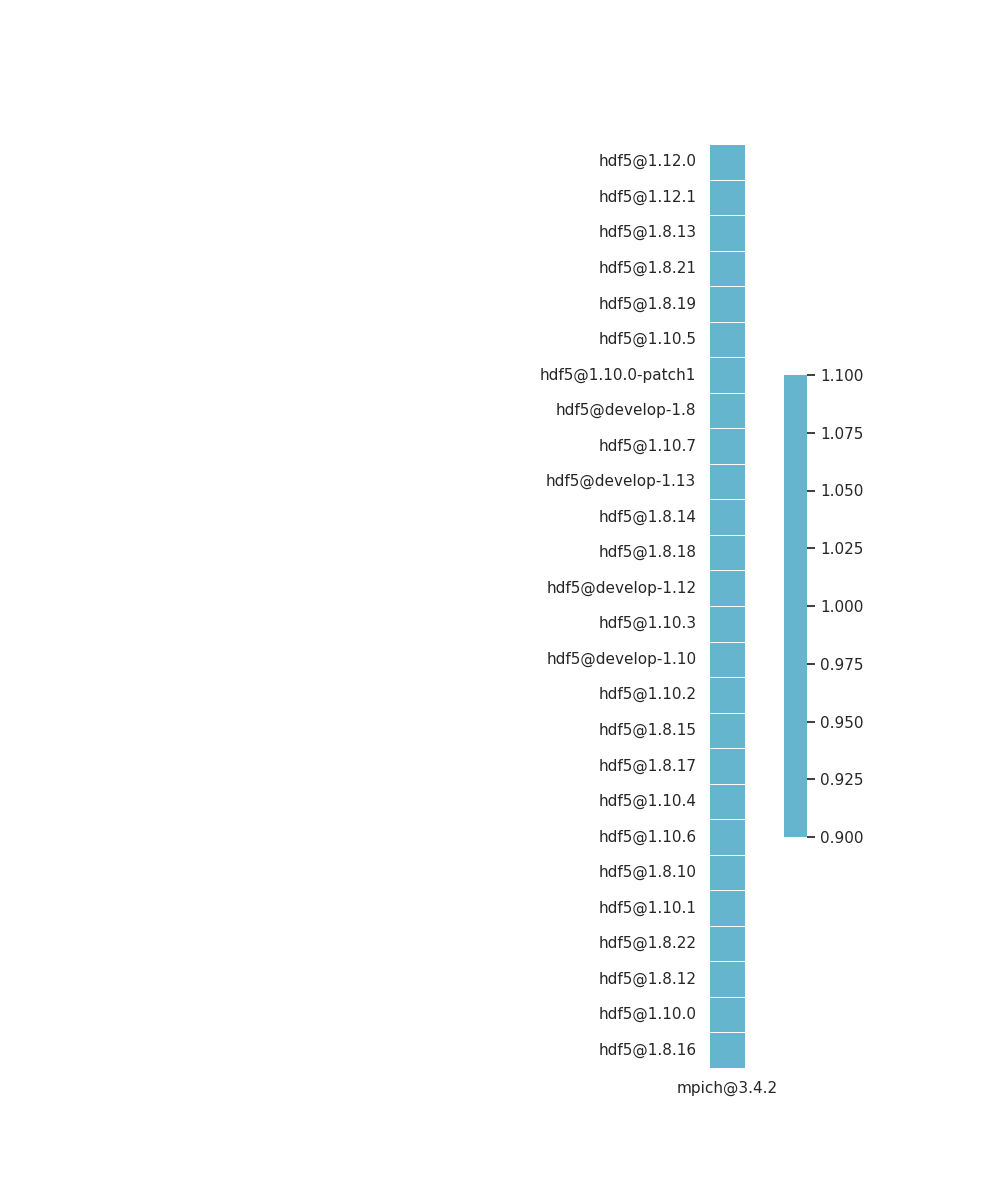 hdf5@1.12.0
hdf5@1.12.1
hdf5@1.8.13
hdf5@1.8.21
hdf5@1.8.19
hdf5@1.10.5
hdf5@1.10.0-patch1
hdf5@develop-1.8
hdf5@1.10.7
hdf5@develop-1.13
hdf5@1.8.14
hdf5@1.8.18
hdf5@develop-1.12
hdf5@1.10.3
hdf5@develop-1.10
hdf5@1.10.2
hdf5@1.8.15
hdf5@1.8.17
hdf5@1.10.4
hdf5@1.10.6
hdf5@1.8.10
hdf5@1.10.1
hdf5@1.8.22
hdf5@1.8.12
hdf5@1.10.0
hdf5@1.8.16
mpich@3.4.2
1.100
1.075
1.050
1.025
1.000
0.975
0.950
0.925
0.900